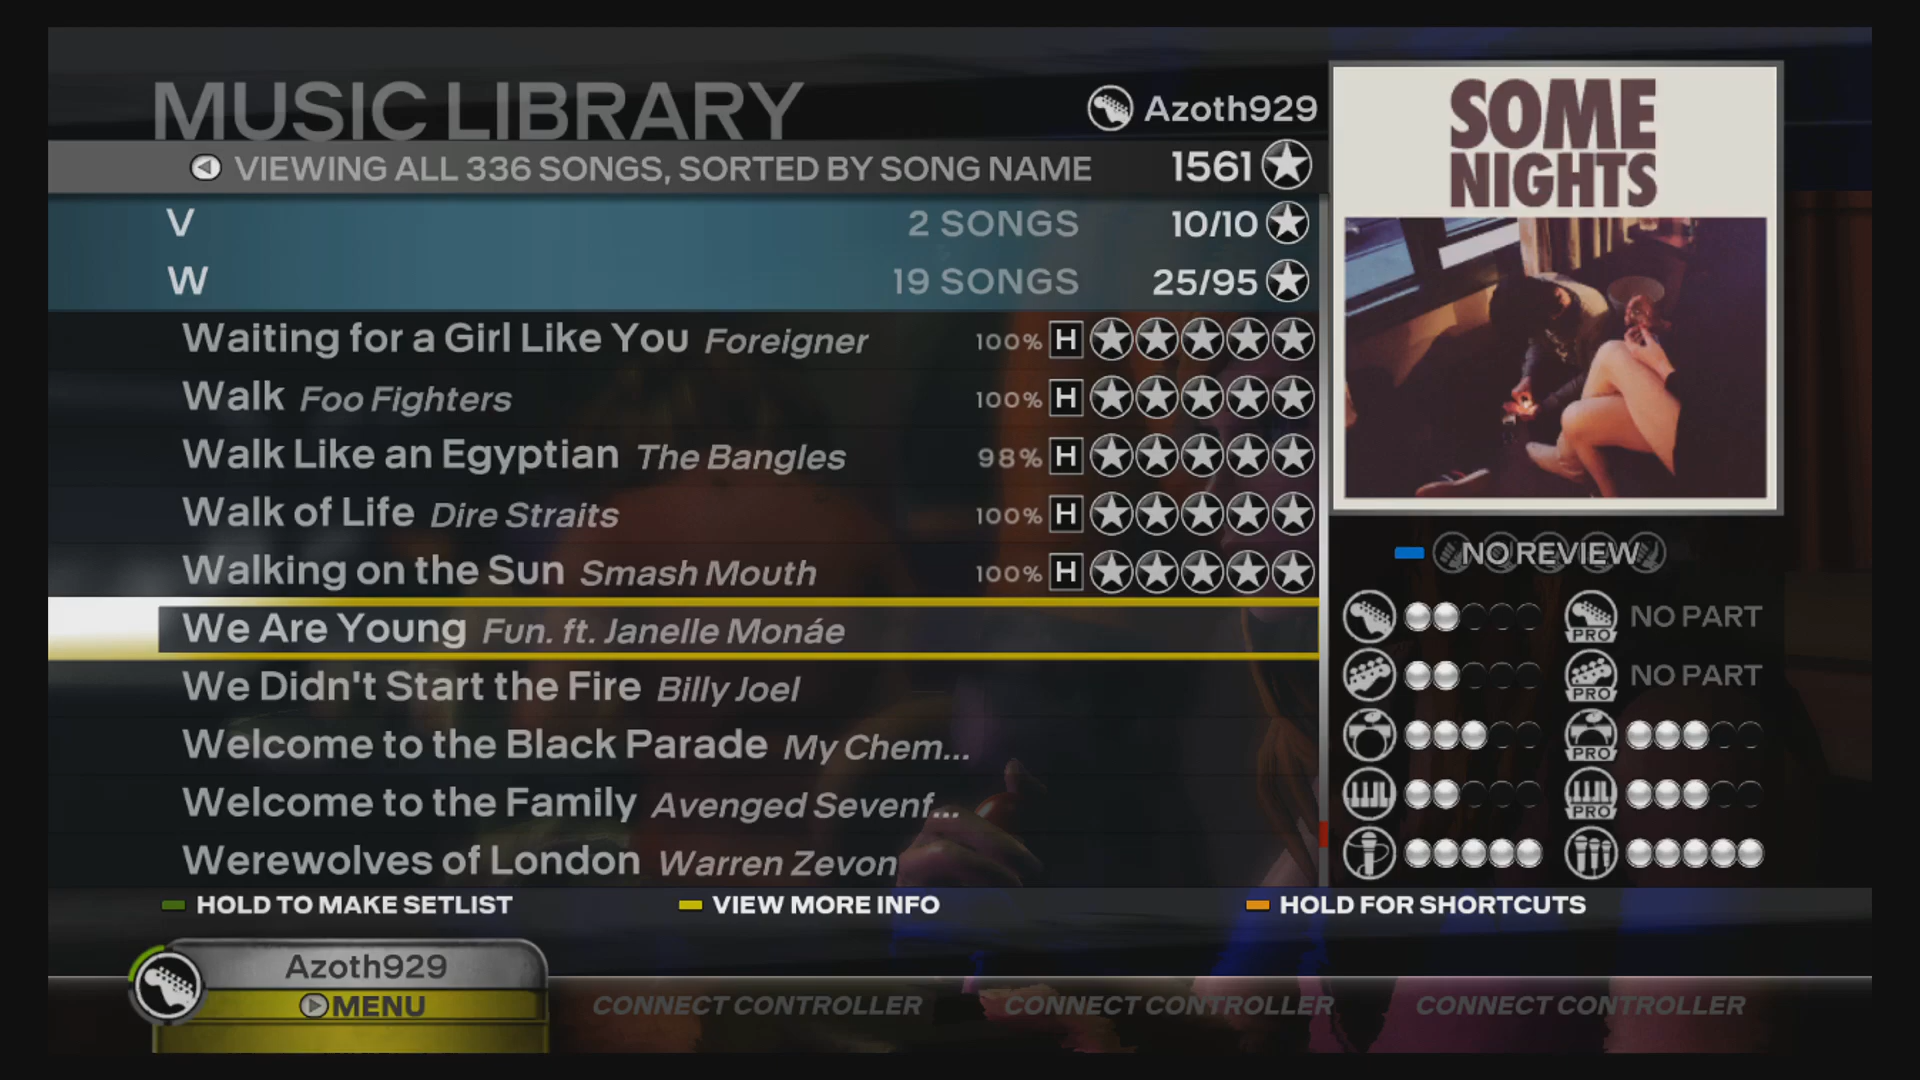 MUSIC LIBRARY
Azoth929
VIEWING ALL 336 SONGS, SORTED BY SONG NAME 1561
V 2 SONGS 10/10
W 19 SONGS 25/95
Waiting for a Girl Like You Foreigner 100% H
Walk Foo Fighters 100% H
Walk Like an Egyptian The Bangles 98% H
Walk of Life Dire Straits 100% H
Walking on the Sun Smash Mouth 100% H
We Are Young Fun. ft. Janelle Monáe
We Didn't Start the Fire Billy Joel
Welcome to the Black Parade My Chem...
Welcome to the Family Avenged Sevenf...
Werewolves of London Warren Zevon
SOME
NIGHTS
NO REVIEW
PRO NO PART
PRO NO PART
PRO
PRO
HOLD TO MAKE SETLIST VIEW MORE INFO HOLD FOR SHORTCUTS
Azoth929
MENU CONNECT CONTROLLER CONNECT CONTROLLER CONNECT CONTROLLER